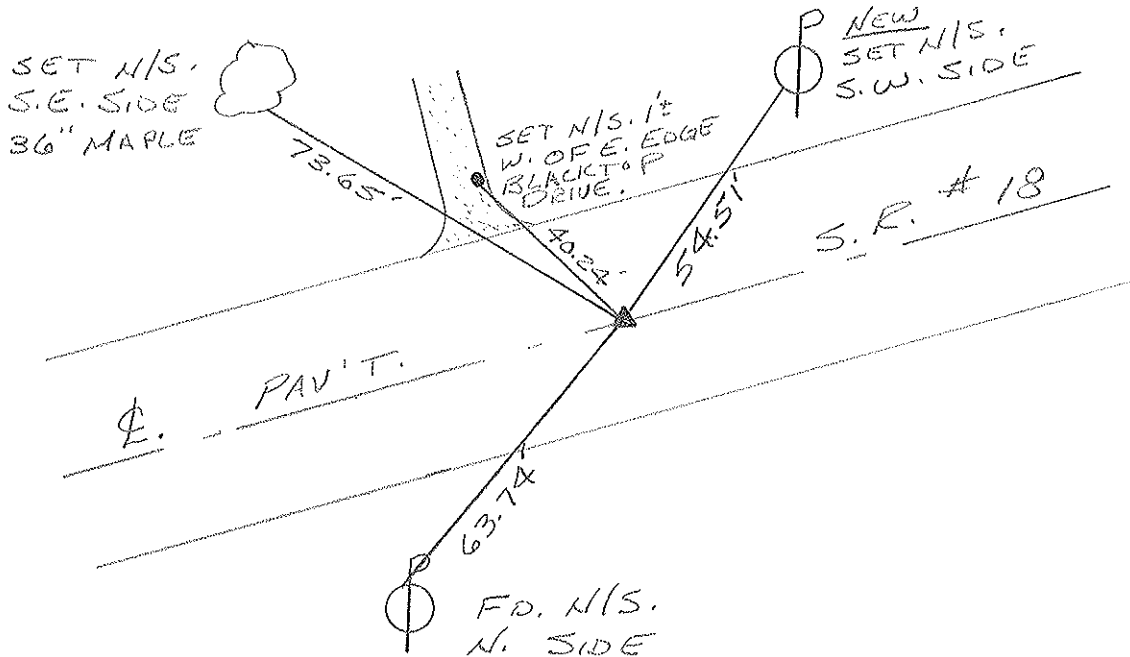 SET N/S.
S.E. SIDE
36" MAPLE
73.65'
SET N/S. 1'±
W. OF E. EDGE
BLACKTOP
DRIVE.
40.24'
P
NEW
SET N/S.
S.W. SIDE
54.51'
S.R. # 18
℄. PAV'T.
63.74'
P
FD. N/S.
N. SIDE